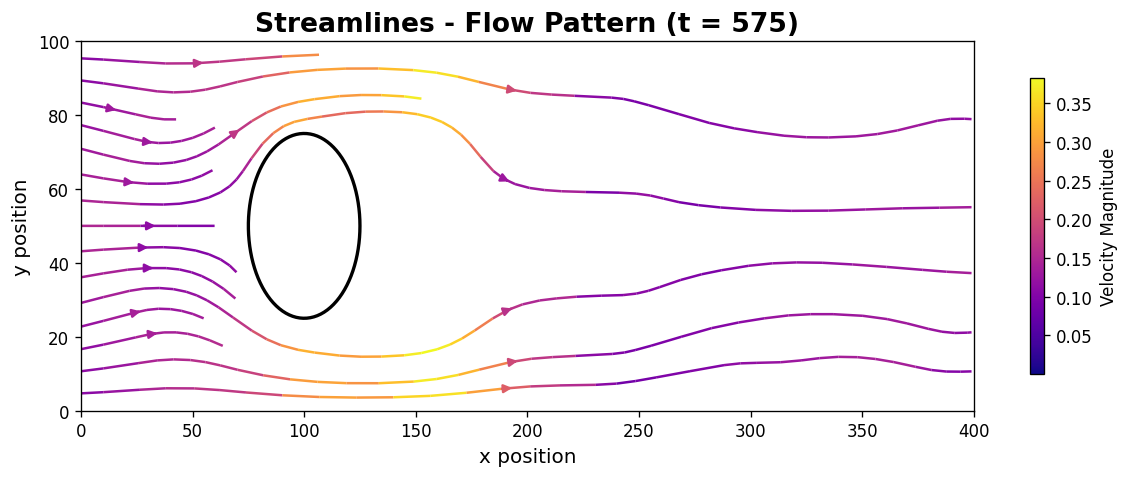 Streamlines - Flow Pattern (t = 575)
100
80
60
40
20
0
y position
0 50 100 150 200 250 300 350 400
x position
0.35
0.30
0.25
0.20
0.15
0.10
0.05
Velocity Magnitude